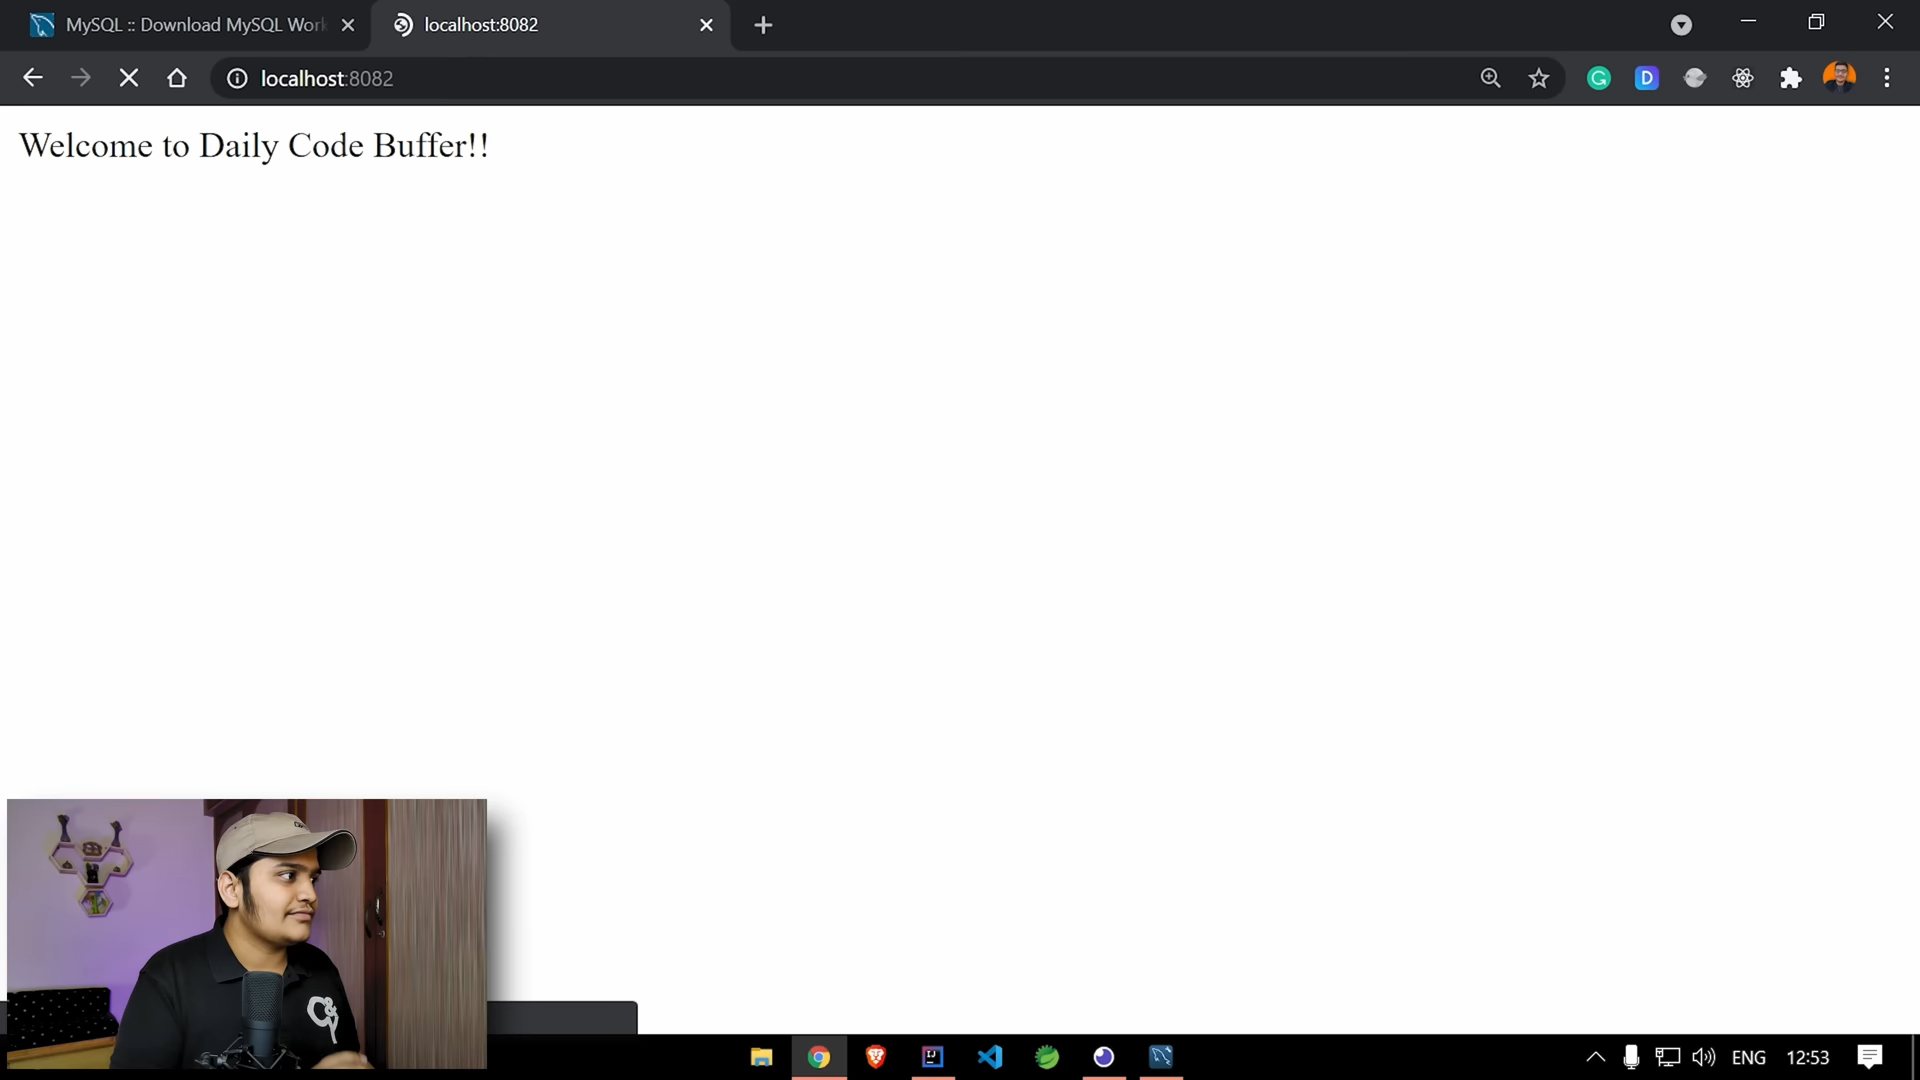 MySQL :: Download MySQL Work
localhost:8082
localhost:8082
Welcome to Daily Code Buffer!!
ENG
12:53